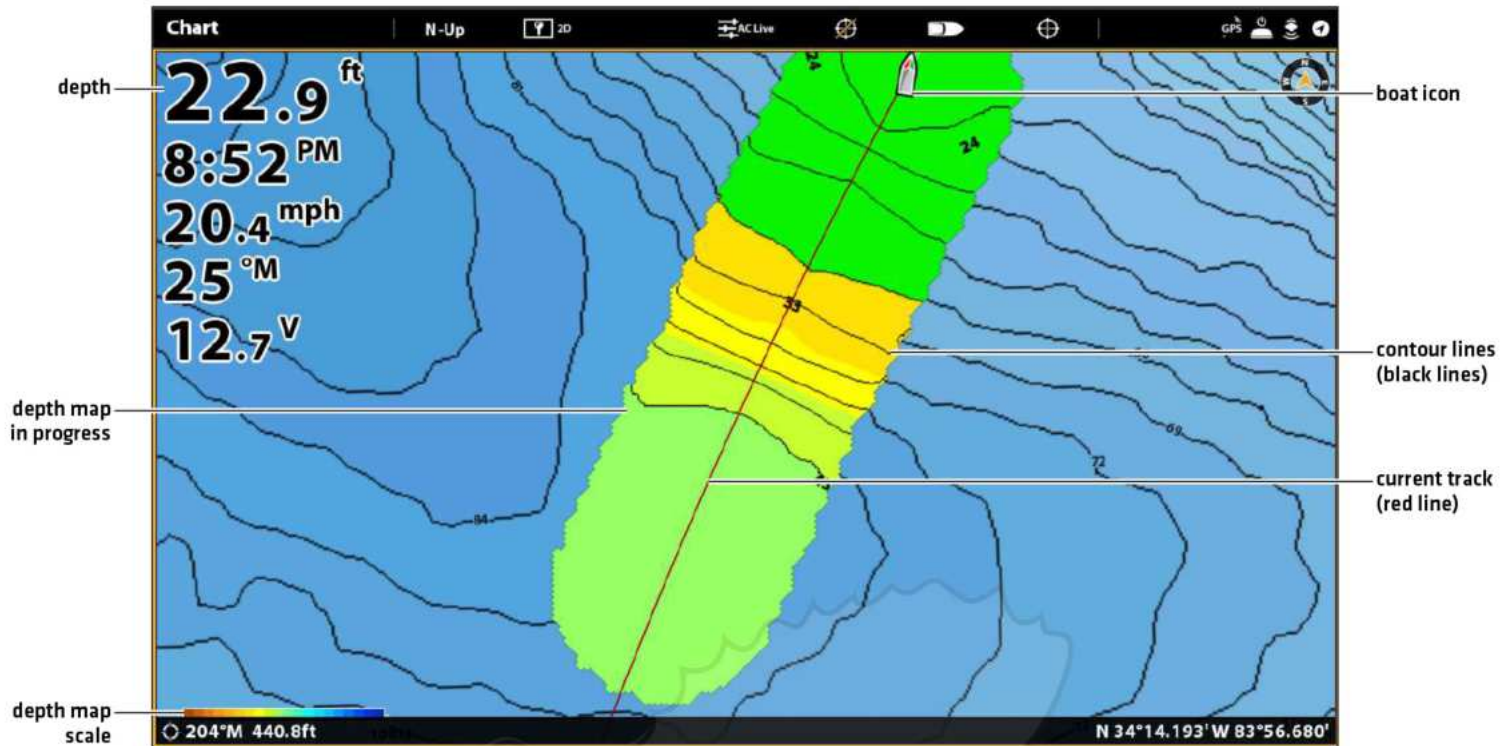 Chart
N-Up
2D
AC Live
GPS
depth
22.9 ft
8:52 PM
20.4 mph
25 °M
12.7 V
boat icon
N
E
S
W
24
24
33
contour lines
(black lines)
depth map
in progress
69
72
84
current track
(red line)
depth map
scale
204°M 440.8ft
N 34°14.193' W 83°56.680'